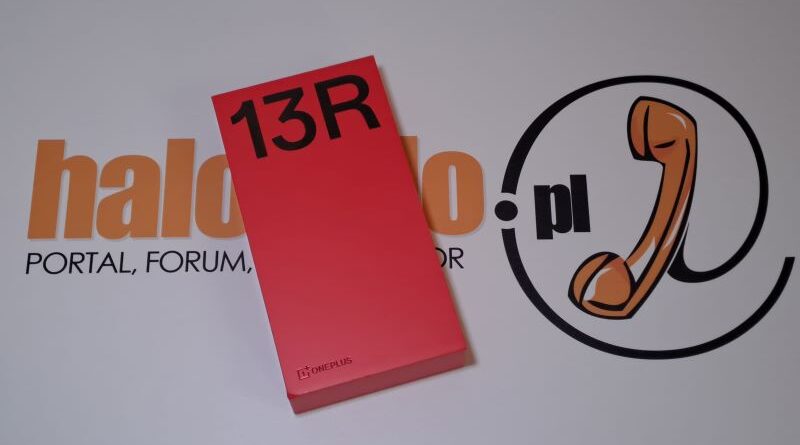 13R
halo
lo
.pl
PORTAL, FORUM,
OR
ONEPLUS